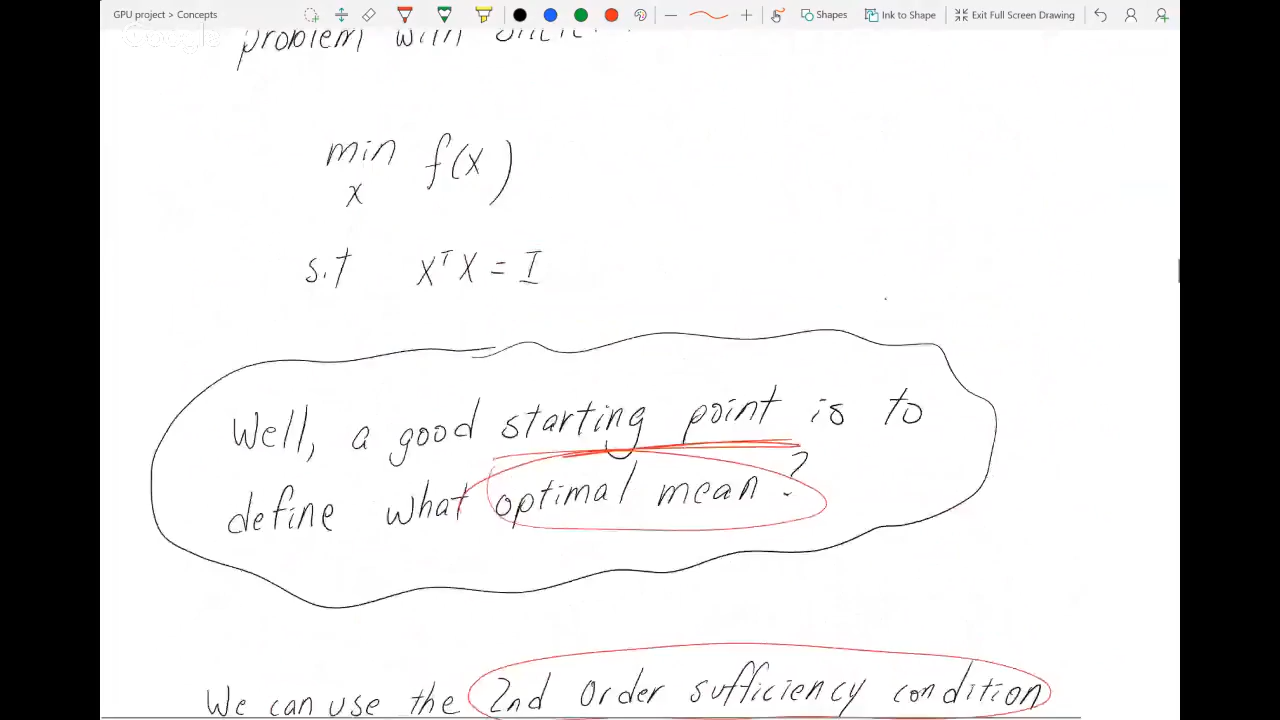 GPU project > Concepts
Shapes
Ink to Shape
Exit Full Screen Drawing
Google
problem with
min f(x)
x
s.t X^T X = I
Well, a good starting point is to
define what optimal mean?
We can use the 2nd order sufficiency condition